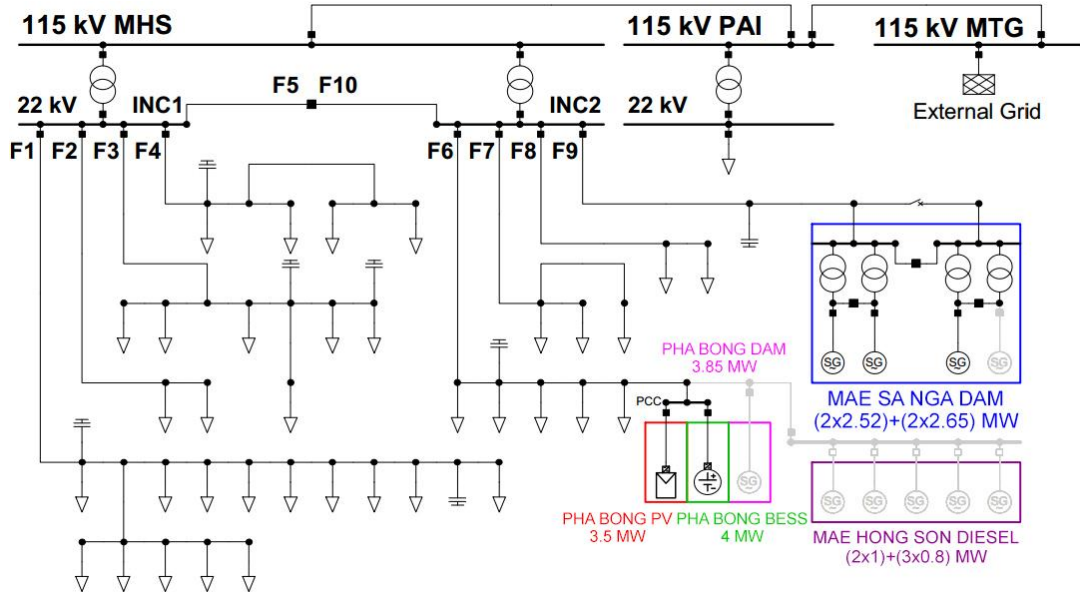 115 kV MHS
115 kV PAI
115 kV MTG
External Grid
22 kV
INC1
F5
F10
INC2
22 kV
F1
F2
F3
F4
F6
F7
F8
F9
PHA BONG DAM
3.85 MW
PCC
SG
SG
SG
SG
MAE SA NGA DAM
(2x2.52)+(2x2.65) MW
SG
SG
SG
SG
SG
SG
PHA BONG PV
3.5 MW
PHA BONG BESS
4 MW
MAE HONG SON DIESEL
(2x1)+(3x0.8) MW